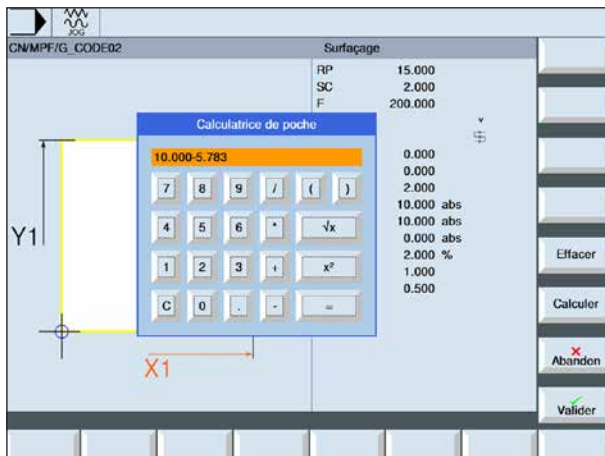 JOG
CN/MPF/G_CODE02
Surfaçage
RP 15.000
SC 2.000
F 200.000
Calculatrice de poche
10.000-5.783
7 8 9 / ( )
4 5 6 * √x
1 2 3 + x²
C 0 . - =
0.000
0.000
2.000
10.000 abs
10.000 abs
0.000 abs
2.000 %
1.000
0.500
Y1
X1
Effacer
Calculer
Abandon
Valider